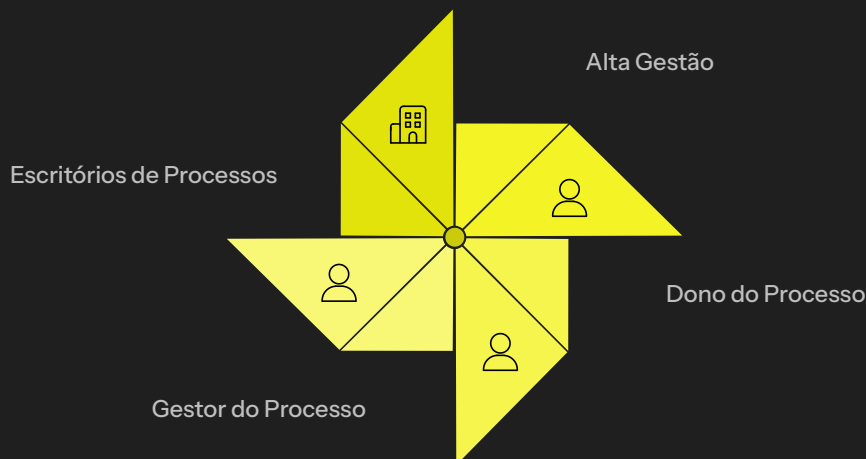 Alta Gestão
Escritórios de Processos
Dono do Processo
Gestor do Processo